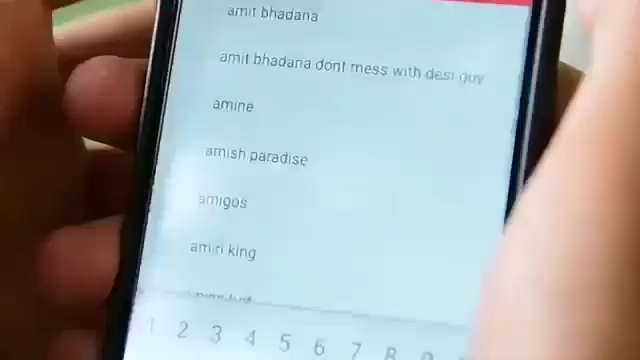 amit bhadana
amit bhadana dont mess with desi guy
amine
amish paradise
amigos
amiri king
1 2 3 4 5 6 7 8 9